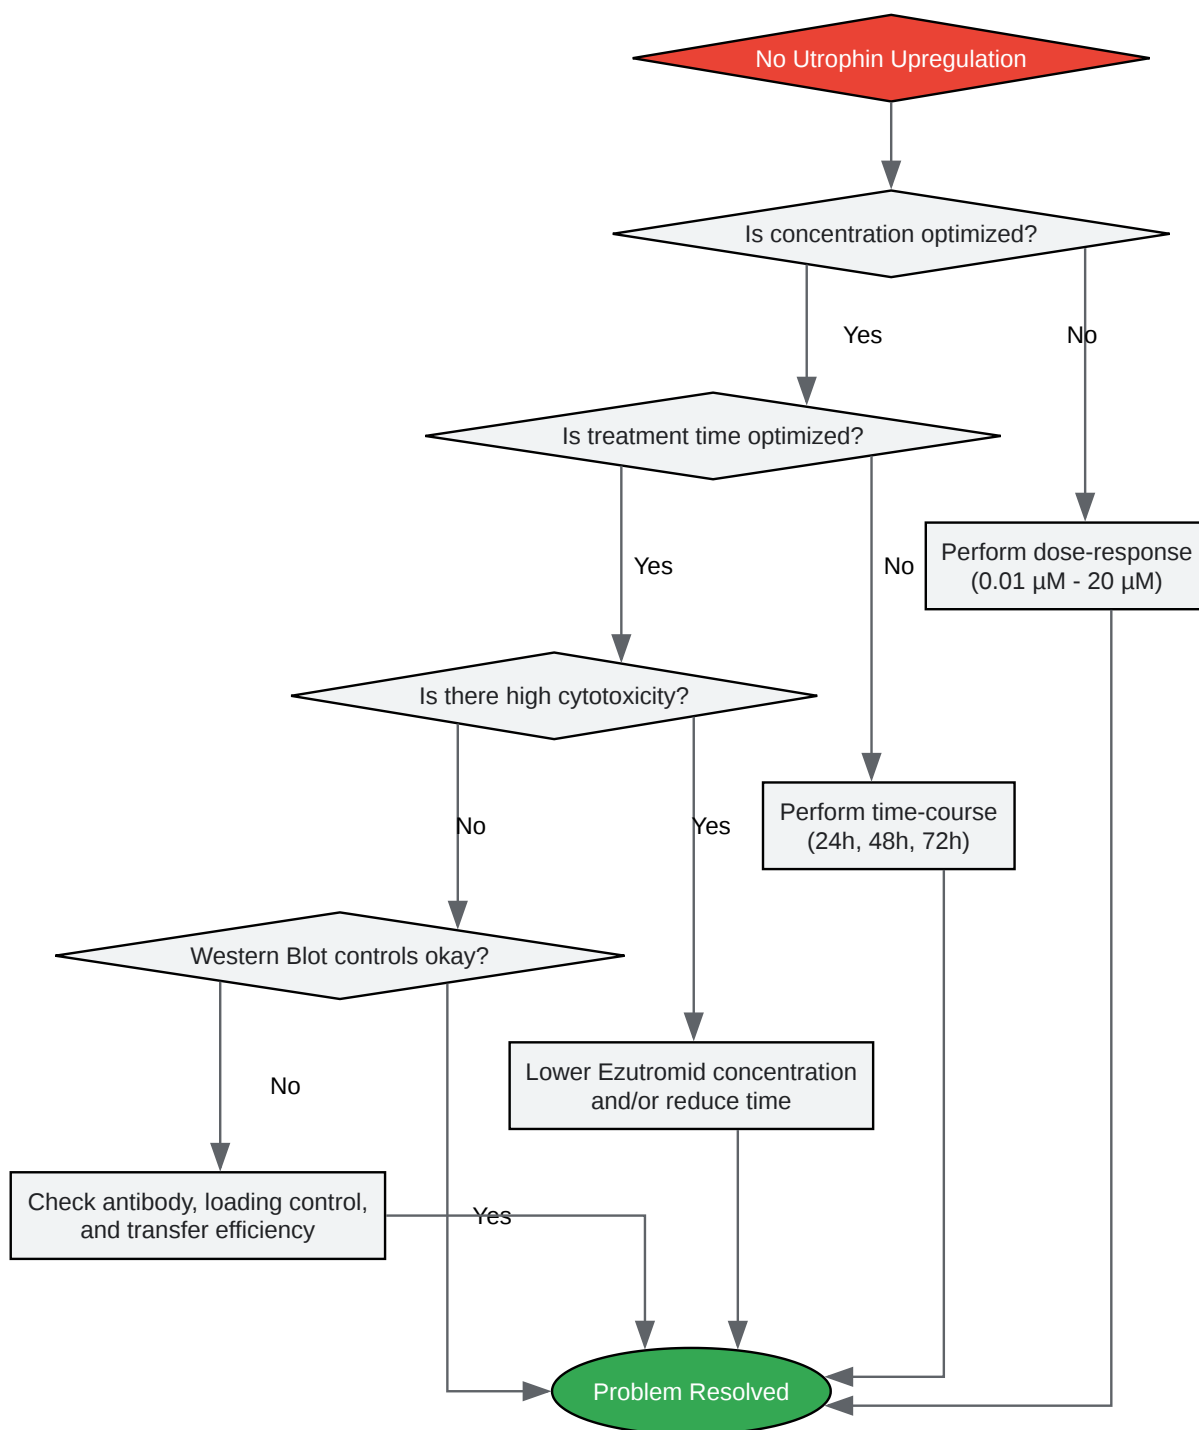 No Utrophin Upregulation
Is concentration optimized?
Yes
No
Is treatment time optimized?
Perform dose-response
(0.01 µM - 20 µM)
Yes
No
Is there high cytotoxicity?
Perform time-course
(24h, 48h, 72h)
No
Yes
Western Blot controls okay?
Lower Ezutromid concentration
and/or reduce time
No
Check antibody, loading control,
and transfer efficiency
Yes
Problem Resolved